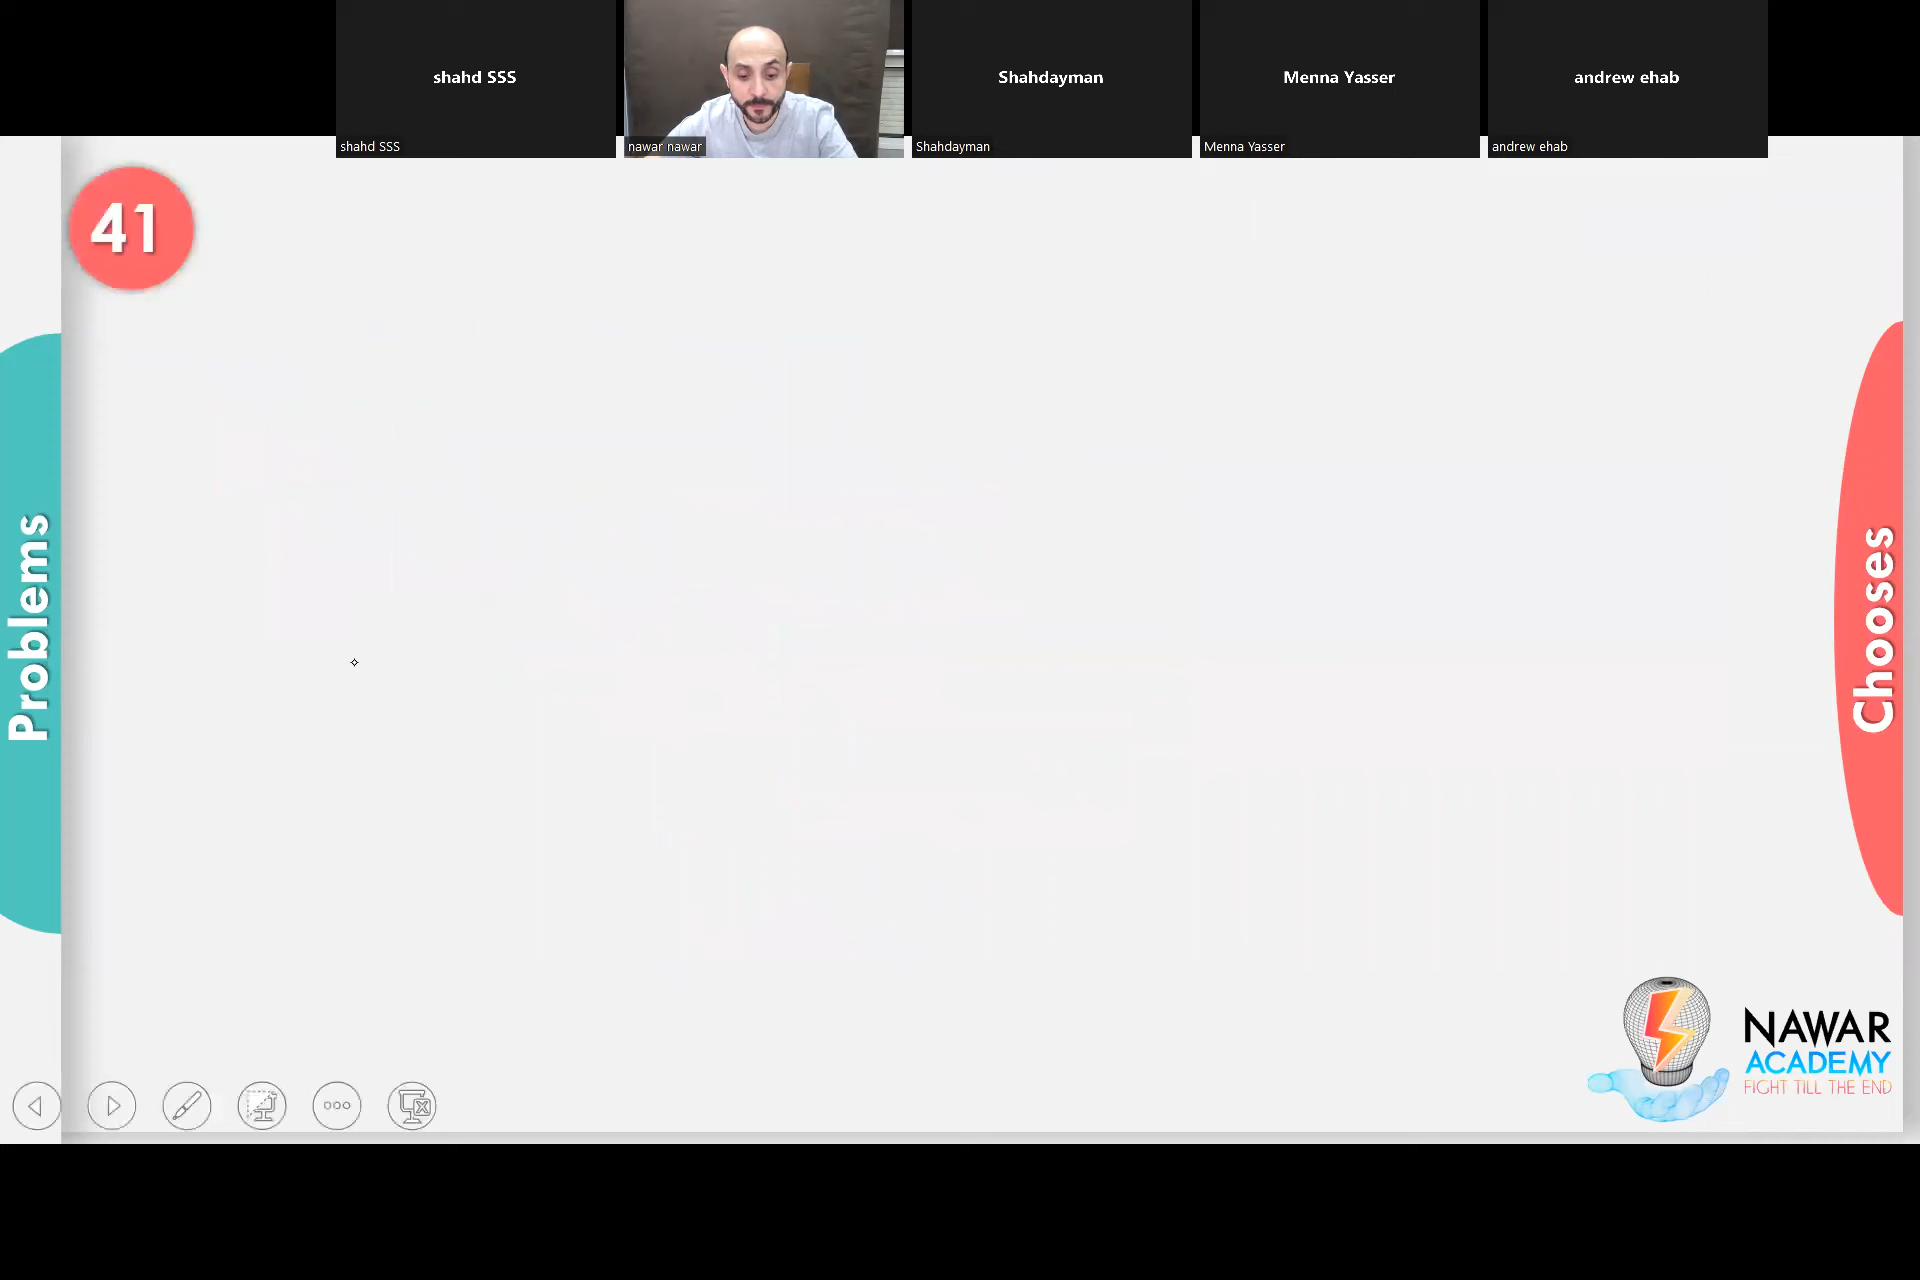 shahd SSS
Shahdayman
Menna Yasser
andrew ehab
shahd SSS
nawar nawar
Shahdayman
Menna Yasser
andrew ehab
41
Problems
Chooses
NAWAR
ACADEMY
FIGHT TILL THE END